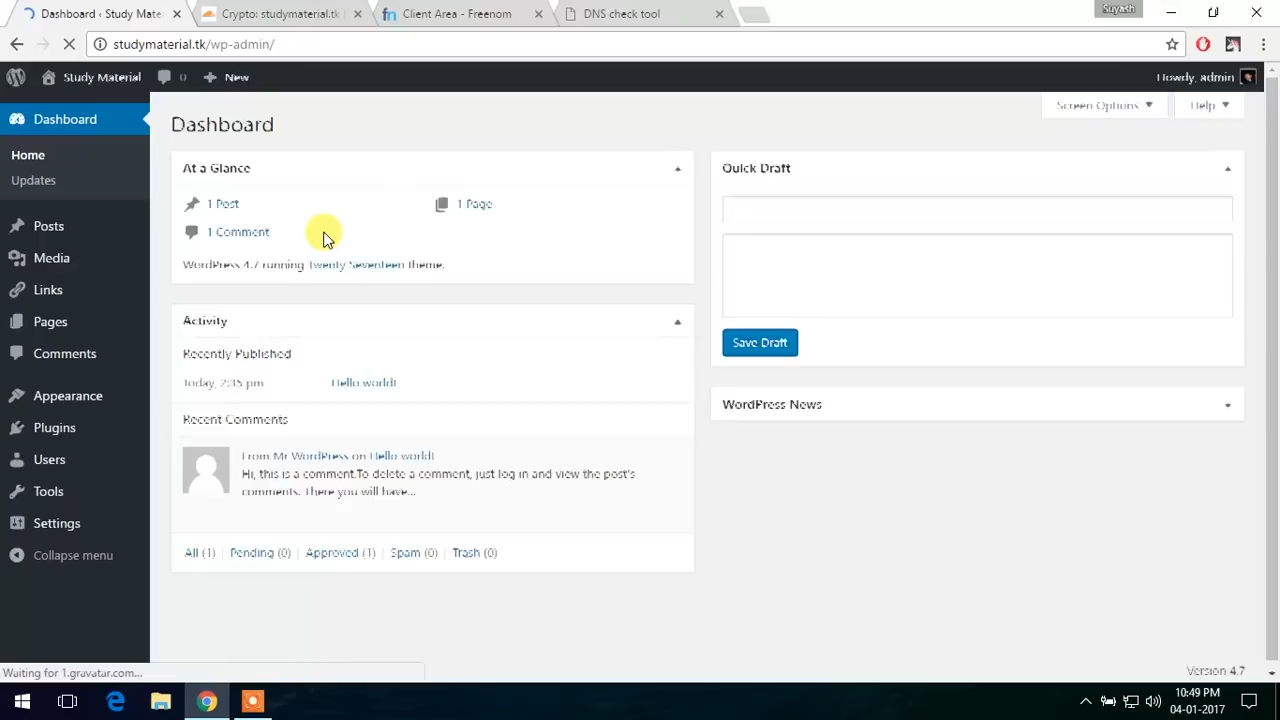 Dashboard ‹ Study Mate
Crypto: studymaterial.tk
Client Area - Freenom
DNS check tool
Suyash
studymaterial.tk/wp-admin/
Study Material
0
New
Howdy, admin
Dashboard
Home
Updates
Posts
Media
Links
Pages
Comments
Appearance
Plugins
Users
Tools
Settings
Collapse menu
Screen Options
Help
Dashboard
At a Glance
1 Post
1 Page
1 Comment
WordPress 4.7 running Twenty Seventeen theme.
Activity
Recently Published
Today, 2:35 pm
Hello world!
Recent Comments
From Mr WordPress on Hello world!
Hi, this is a comment.To delete a comment, just log in and view the post's
comments. There you will have...
All (1) | Pending (0) | Approved (1) | Spam (0) | Trash (0)
Quick Draft
Save Draft
WordPress News
Version 4.7
Waiting for 1.gravatar.com...
10:49 PM
04-01-2017